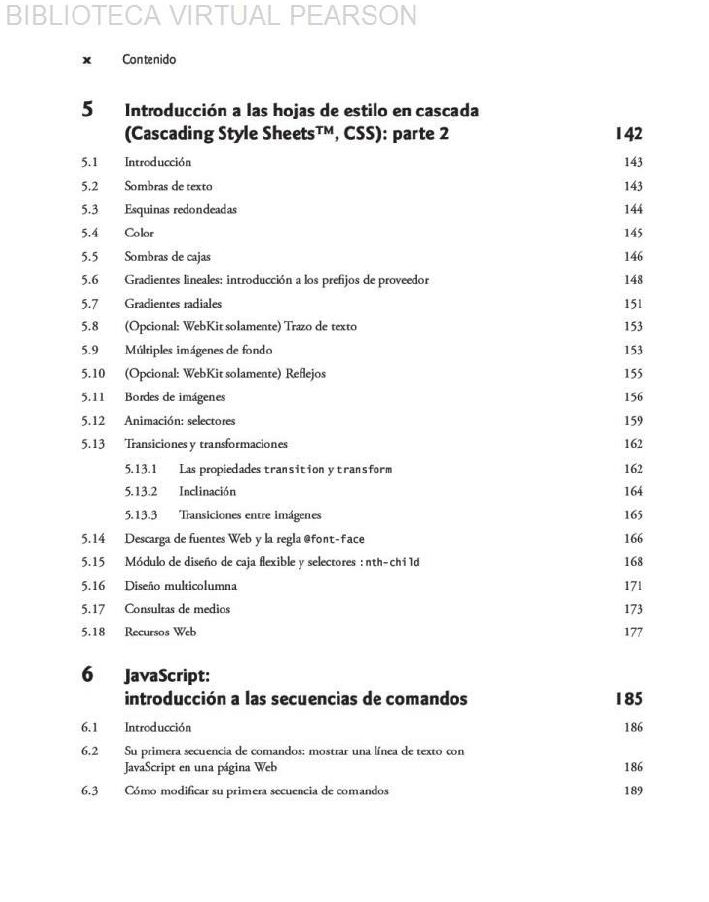 BIBLIOTECA VIRTUAL PEARSON
x Contenido
5 Introducción a las hojas de estilo en cascada
(Cascading Style Sheets™, CSS): parte 2 142
5.1 Introducción 143
5.2 Sombras de texto 143
5.3 Esquinas redondeadas 144
5.4 Color 145
5.5 Sombras de cajas 146
5.6 Gradientes lineales: introducción a los prefijos de proveedor 148
5.7 Gradientes radiales 151
5.8 (Opcional: WebKit solamente) Trazo de texto 153
5.9 Múltiples imágenes de fondo 153
5.10 (Opcional: WebKit solamente) Reflejos 155
5.11 Bordes de imágenes 156
5.12 Animación: selectores 159
5.13 Transiciones y transformaciones 162
5.13.1 Las propiedades transition y transform 162
5.13.2 Inclinación 164
5.13.3 Transiciones entre imágenes 165
5.14 Descarga de fuentes Web y la regla @font-face 166
5.15 Módulo de diseño de caja flexible y selectores :nth-child 168
5.16 Diseño multicolumna 171
5.17 Consultas de medios 173
5.18 Recursos Web 177
6 JavaScript:
introducción a las secuencias de comandos 185
6.1 Introducción 186
6.2 Su primera secuencia de comandos: mostrar una línea de texto con
JavaScript en una página Web 186
6.3 Cómo modificar su primera secuencia de comandos 189